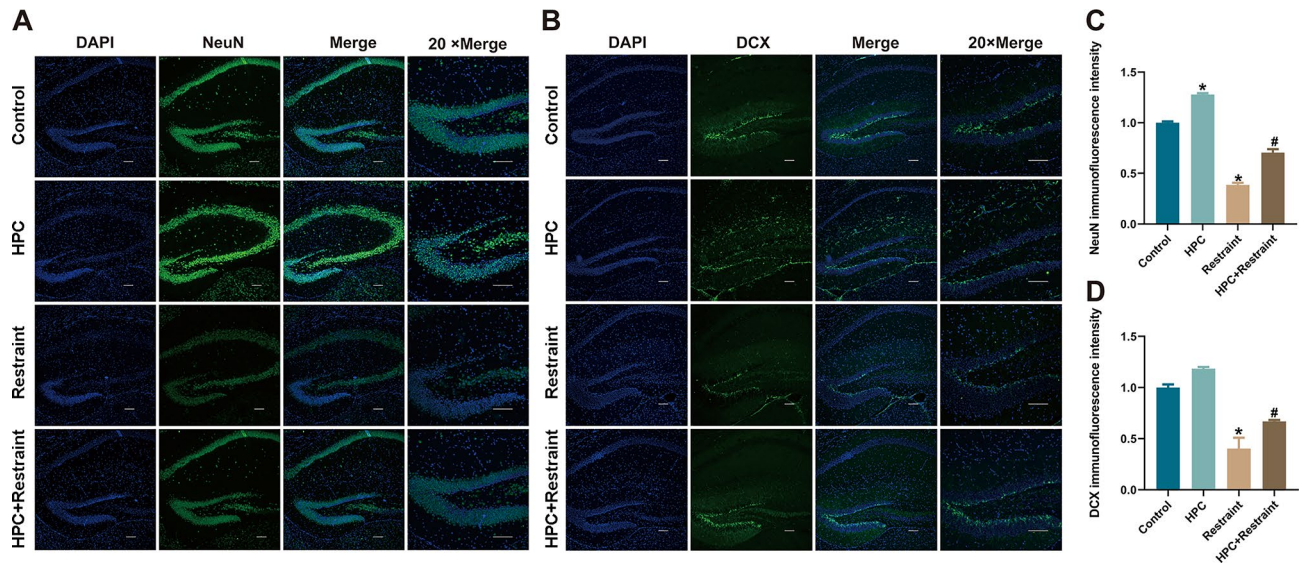 A
DAPI NeuN Merge 20 ×Merge
Control
HPC
Restraint
HPC+Restraint
B
DAPI DCX Merge 20×Merge
Control
HPC
Restraint
HPC+Restraint
C
NeuN immunofluorescence intensity
1.5
1.0
0.5
0.0
*
*
#
Control HPC Restraint HPC+Restraint
D
DCX immunofluorescence intensity
1.5
1.0
0.5
0.0
*
#
Control HPC Restraint HPC+Restraint